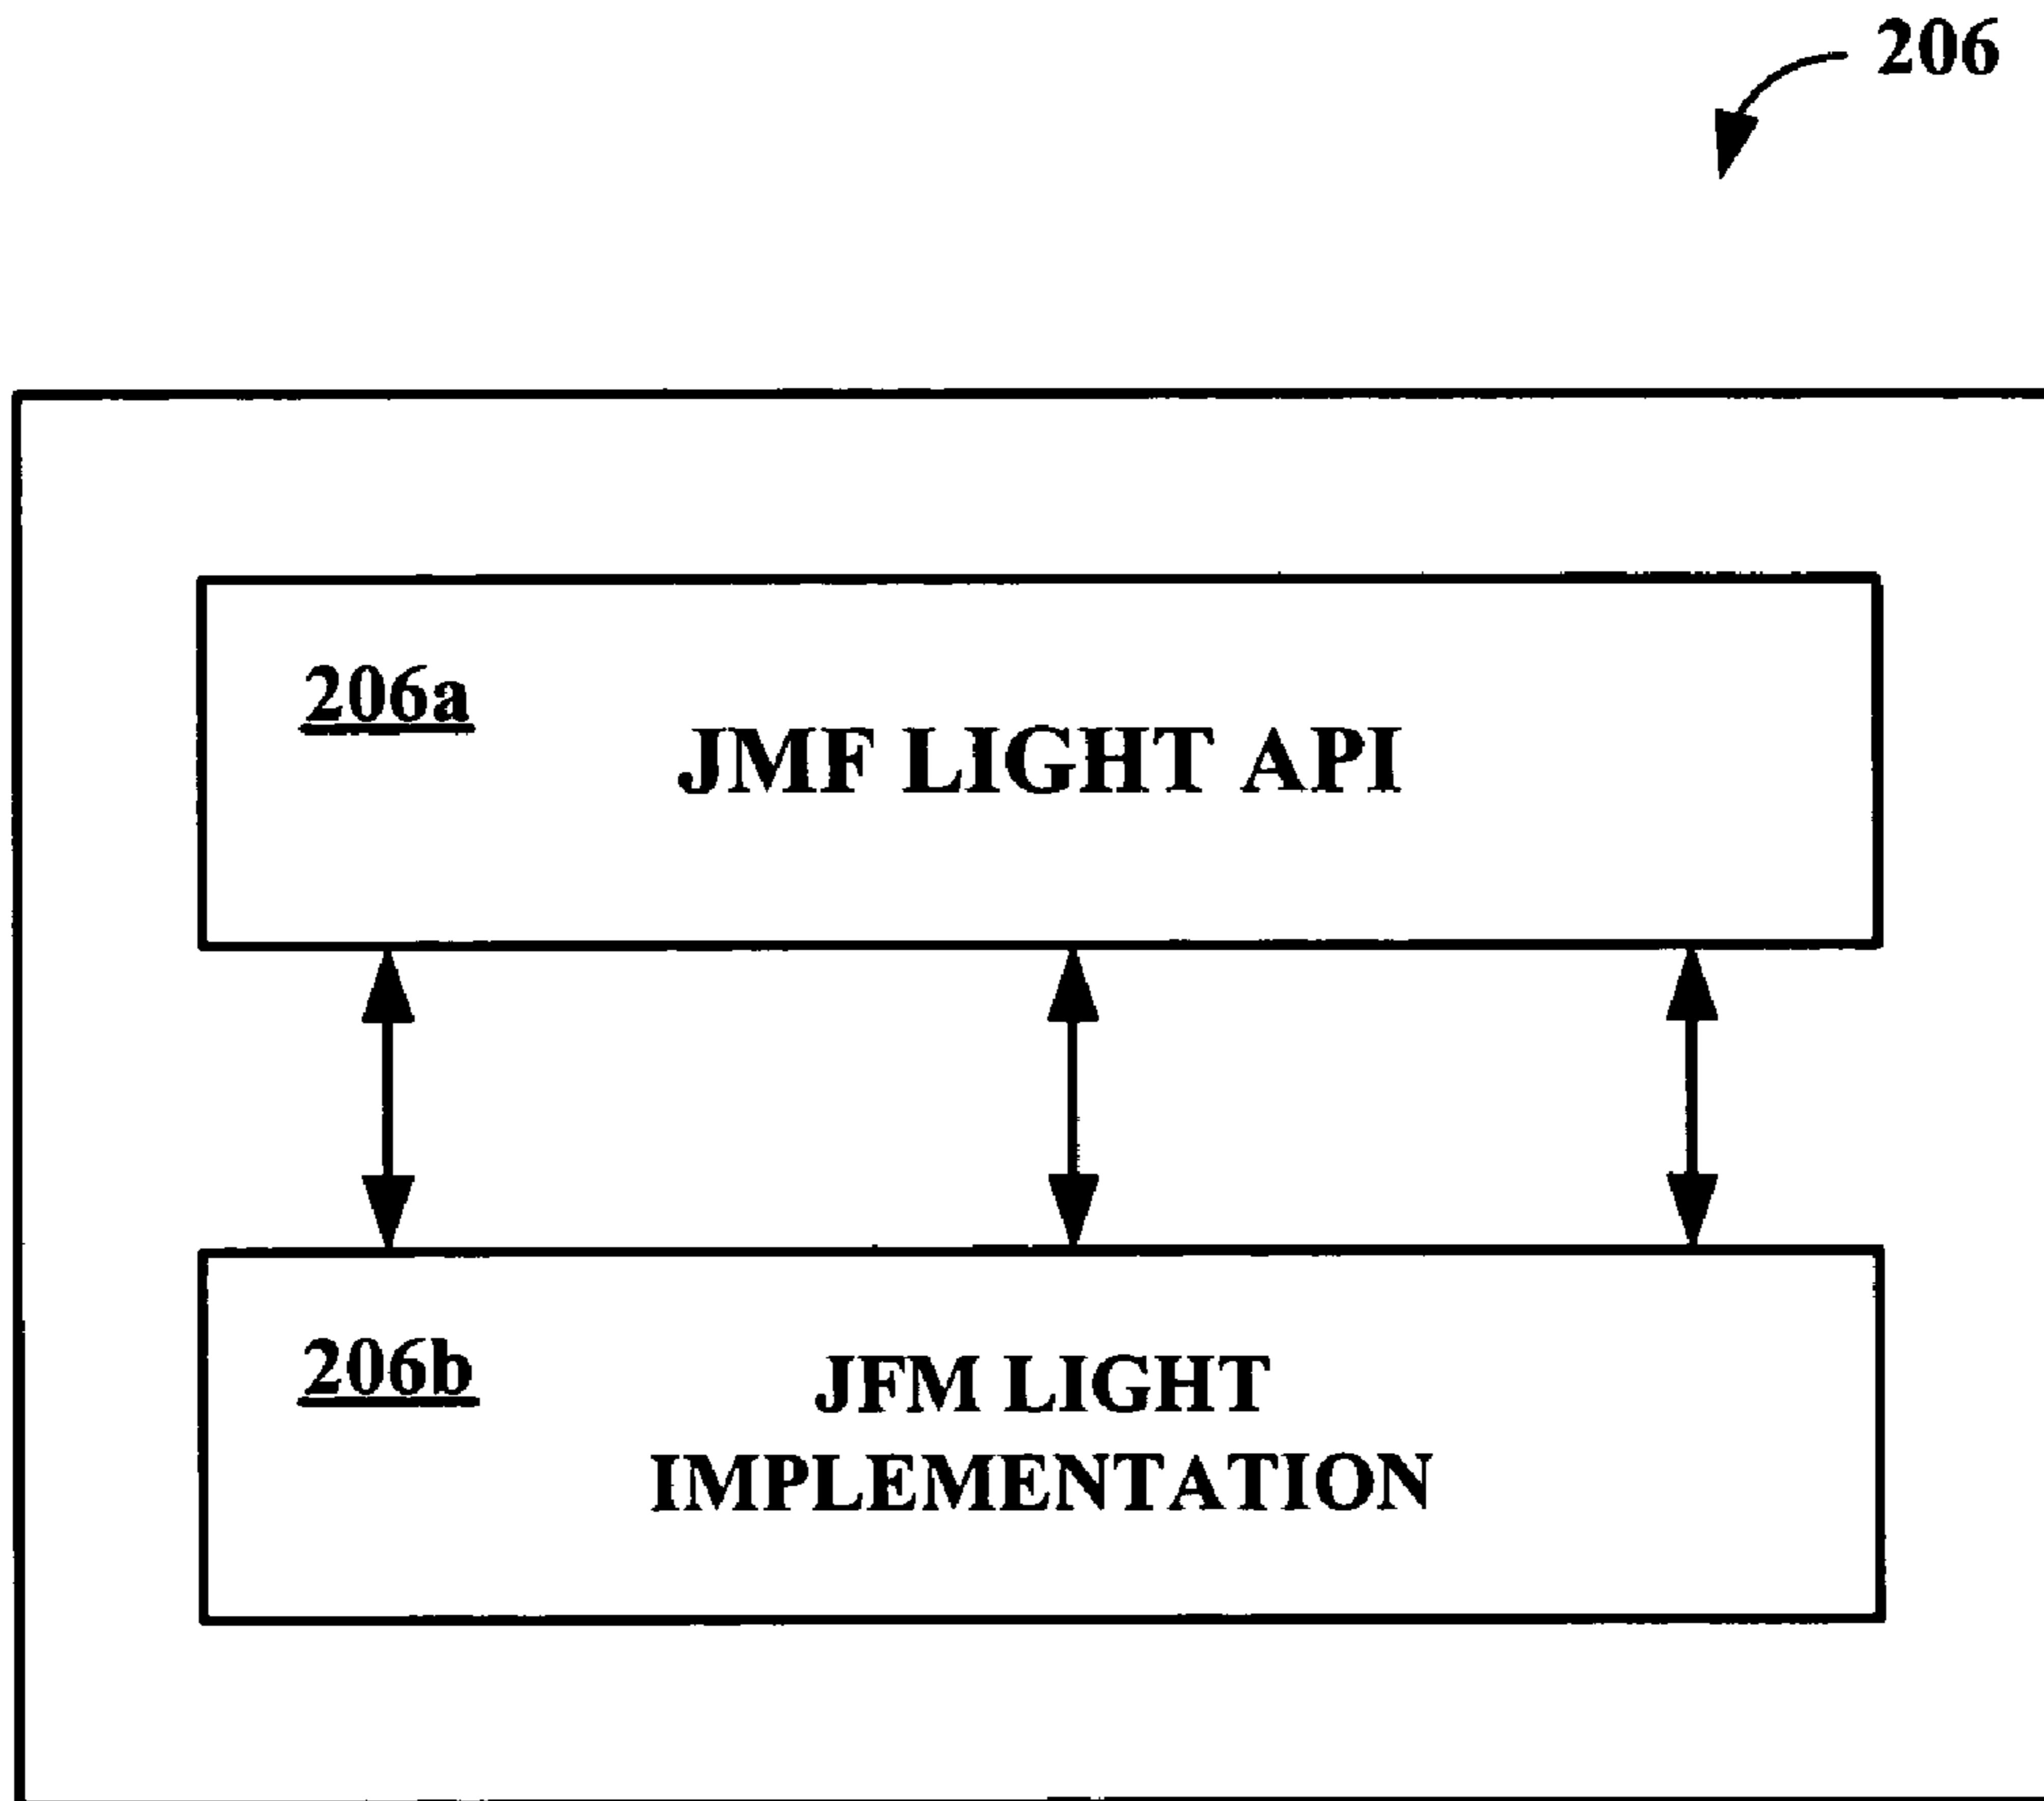 206
206a
JMF LIGHT API
206b
JFM LIGHT
IMPLEMENTATION